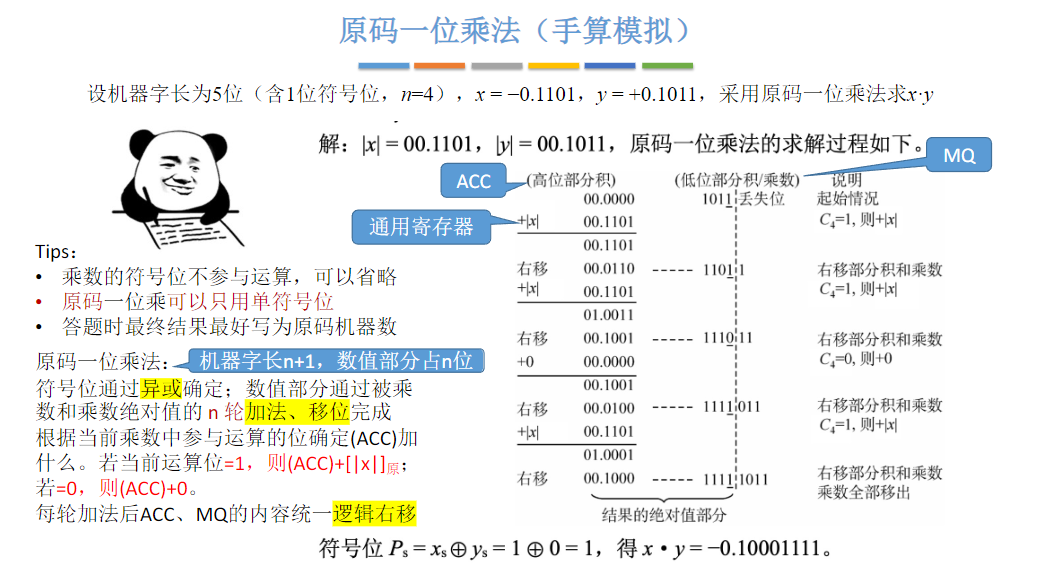 原码一位乘法（手算模拟）
设机器字长为5位（含1位符号位，n=4），x = −0.1101，y = +0.1011，采用原码一位乘法求x·y
解：|x| = 00.1101，|y| = 00.1011，原码一位乘法的求解过程如下。
MQ
ACC
(高位部分积) (低位部分积/乘数) 说明
00.0000 1011 丢失位 起始情况
通用寄存器
+|x| 00.1101 C₄=1, 则+|x|
00.1101
右移 00.0110 ----- 1101 1 右移部分积和乘数
+|x| 00.1101 C₄=1, 则+|x|
01.0011
右移 00.1001 ----- 1110 11 右移部分积和乘数
+0 00.0000 C₄=0, 则+0
00.1001
右移 00.0100 ----- 1111 011 右移部分积和乘数
+|x| 00.1101 C₄=1, 则+|x|
01.0001
右移 00.1000 ----- 1111 1011 右移部分积和乘数
乘数全部移出
结果的绝对值部分
符号位 Pₛ = xₛ⊕yₛ = 1⊕0 = 1，得 x·y = −0.10001111。
Tips：
• 乘数的符号位不参与运算，可以省略
• 原码一位乘可以只用单符号位
• 答题时最终结果最好写为原码机器数
原码一位乘法：
机器字长n+1，数值部分占n位
符号位通过异或确定；数值部分通过被乘
数和乘数绝对值的 n 轮加法、移位完成
根据当前乘数中参与运算的位确定(ACC)加
什么。若当前运算位=1，则(ACC)+[|x|]原；
若=0，则(ACC)+0。
每轮加法后ACC、MQ的内容统一逻辑右移